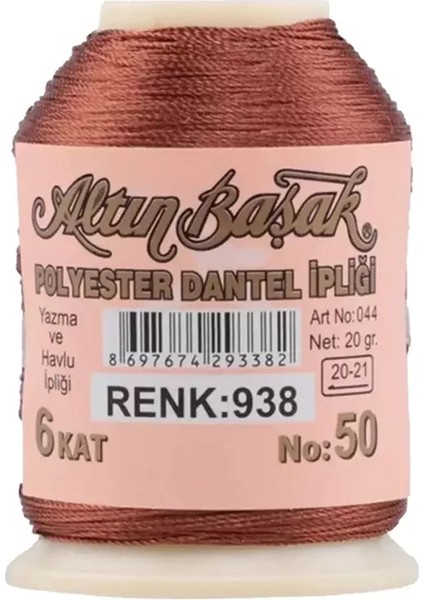 Altın Başak®
POLYESTER DANTEL İPLİĞİ
Yazma
ve
Havlu
İpliği
8 697674 293382
Art No:044
Net: 20 gr.
20-21
RENK:938
6 KAT
No:50